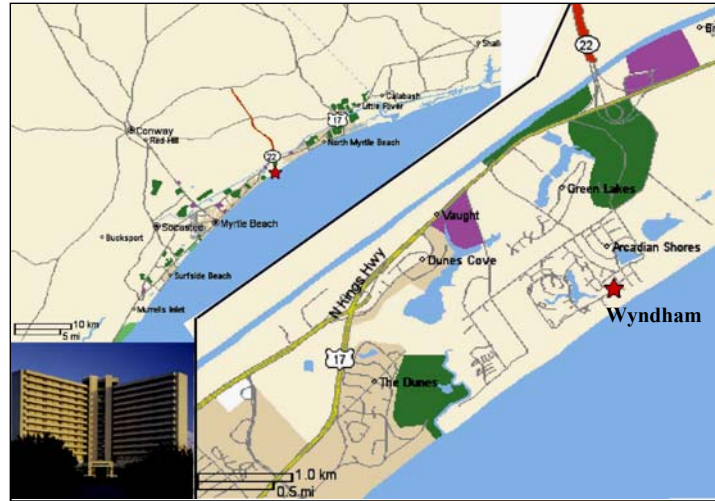 Shallo
Calabash
Little River
17
Conway
Red Hill
North Myrtle Beach
22
Socastee
Myrtle Beach
Bucksport
Surfside Beach
Murrells Inlet
10 km
5 mi
22
Br
Green Lakes
Vaught
Arcadian Shores
Dunes Cove
N Kings Hwy
Wyndham
17
The Dunes
1.0 km
0.5 mi